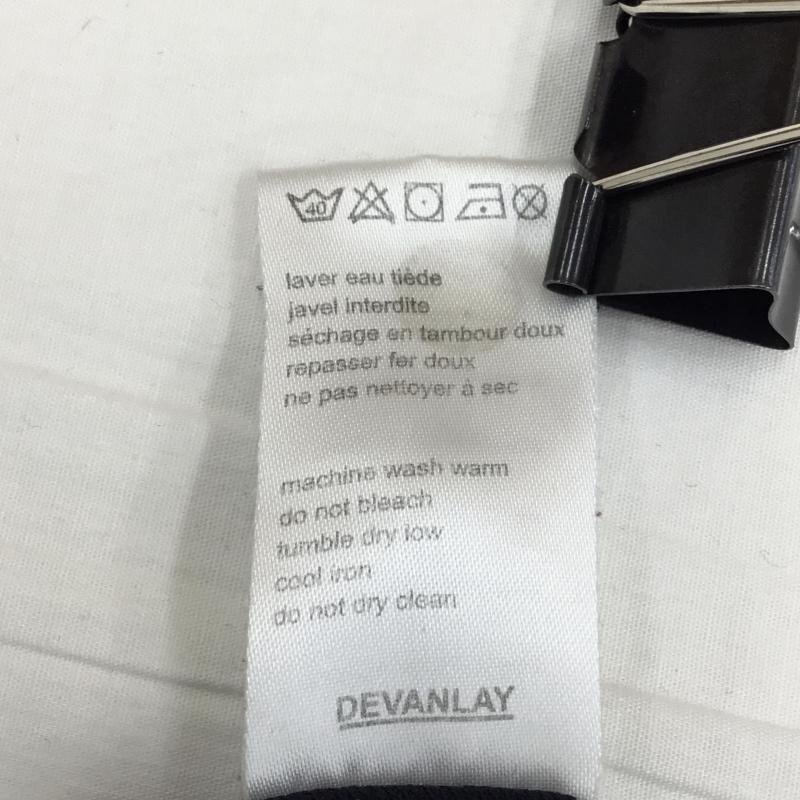 40
laver eau tiède
javel interdite
séchage en tambour doux
repasser fer doux
ne pas nettoyer à sec
machine wash warm
do not bleach
tumble dry low
cool iron
do not dry clean
DEVANLAY